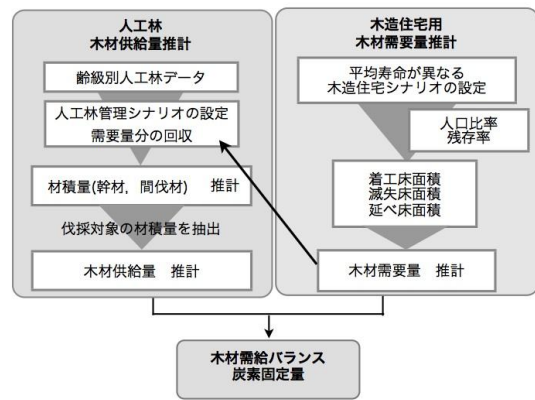 人工林
木材供給量推計
齢級別人工林データ
人工林管理シナリオの設定
需要量分の回収
材積量(幹材，間伐材)　推計
伐採対象の材積量を抽出
木材供給量　推計
木造住宅用
木材需要量推計
平均寿命が異なる
木造住宅シナリオの設定
人口比率
残存率
着工床面積
滅失床面積
延べ床面積
木材需要量　推計
木材需給バランス
炭素固定量